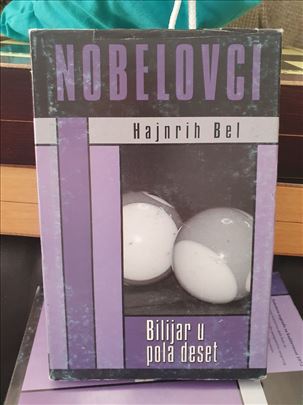 NOBELOVCI
Hajnrih Bel
Bilijar u
pola deset